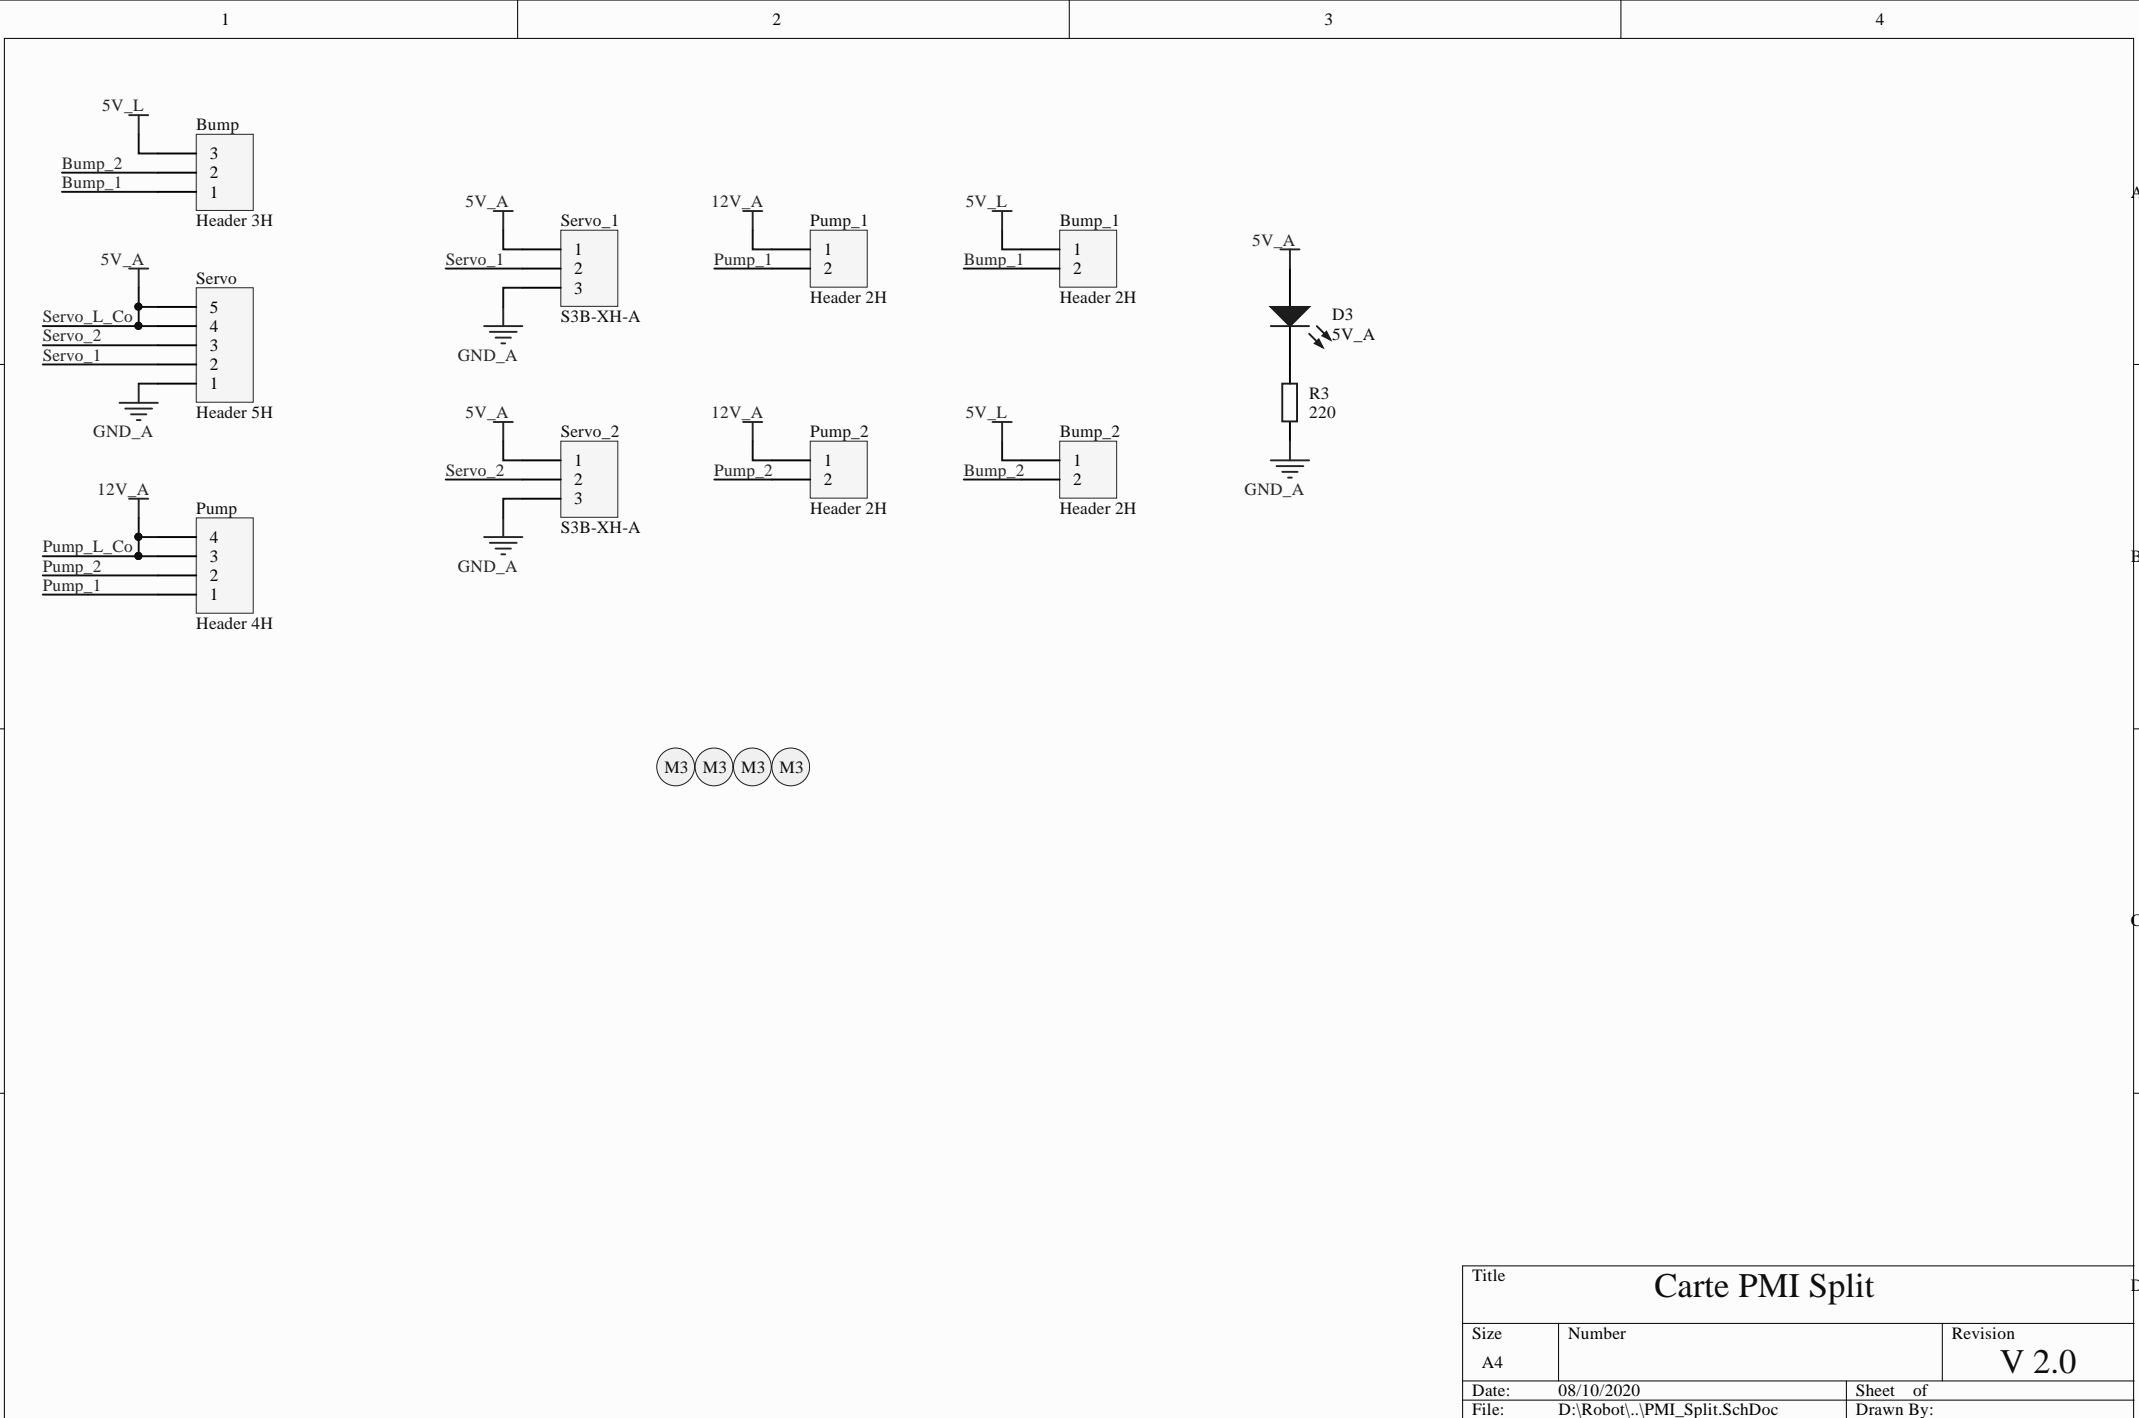 1 2 3 4
5V_L
Bump
3
Bump_2
2
Bump_1
1
Header 3H
5V_A
Servo
5
Servo_L_Co
4
Servo_2
3
Servo_1
2
1
GND_A
Header 5H
12V_A
Pump
4
Pump_L_Co
3
Pump_2
2
Pump_1
1
Header 4H
5V_A
Servo_1
1
Servo_1
2
3
S3B-XH-A
GND_A
5V_A
Servo_2
1
Servo_2
2
3
S3B-XH-A
GND_A
12V_A
Pump_1
1
Pump_1
2
Header 2H
12V_A
Pump_2
1
Pump_2
2
Header 2H
5V_L
Bump_1
1
Bump_1
2
Header 2H
5V_L
Bump_2
1
Bump_2
2
Header 2H
5V_A
D3
5V_A
R3
220
GND_A
M3 M3 M3 M3
A
B
C
D
Title
Carte PMI Split
Size
A4
Number
Revision
V 2.0
Date: 08/10/2020
Sheet of
File: D:\Robot\..\PMI_Split.SchDoc
Drawn By: